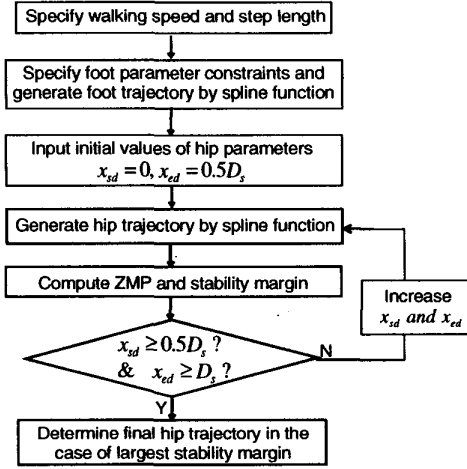 Specify walking speed and step length
Specify foot parameter constraints and
generate foot trajectory by spline function
Input initial values of hip parameters
x_sd = 0, x_ed = 0.5D_s
Generate hip trajectory by spline function
Compute ZMP and stability margin
Increase
x_sd and x_ed
x_sd ≥ 0.5D_s ?
& x_ed ≥ D_s ?
N
Y
Determine final hip trajectory in the
case of largest stability margin